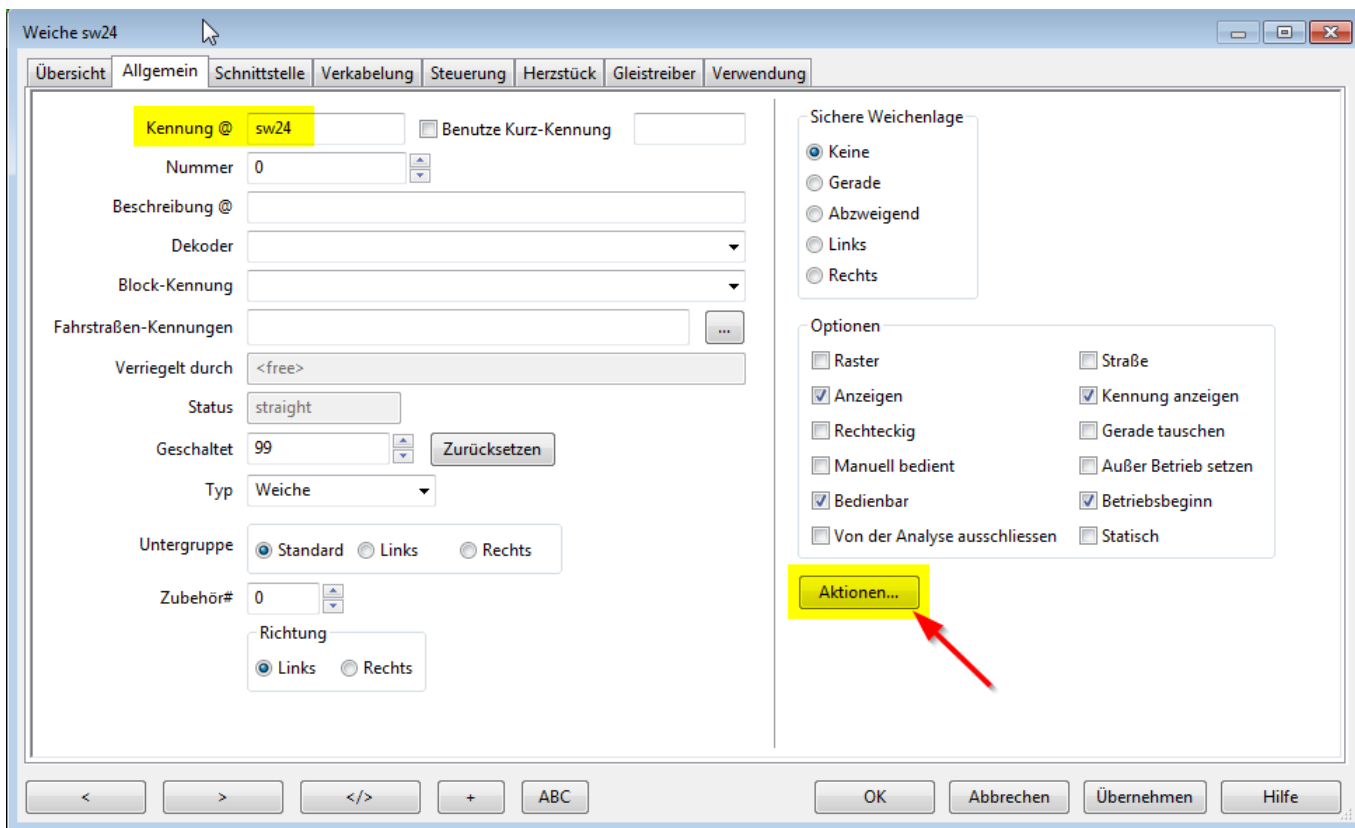 Weiche sw24
Übersicht Allgemein Schnittstelle Verkabelung Steuerung Herzstück Gleistreiber Verwendung
Kennung @ sw24 Benutze Kurz-Kennung
Nummer 0
Beschreibung @
Dekoder
Block-Kennung
Fahrstraßen-Kennungen ...
Verriegelt durch <free>
Status straight
Geschaltet 99 Zurücksetzen
Typ Weiche
Untergruppe Standard Links Rechts
Zubehör# 0
Richtung
Links Rechts
Sichere Weichenlage
Keine
Gerade
Abzweigend
Links
Rechts
Optionen
Raster Straße
Anzeigen Kennung anzeigen
Rechteckig Gerade tauschen
Manuell bedient Außer Betrieb setzen
Bedienbar Betriebsbeginn
Von der Analyse ausschliessen Statisch
Aktionen...
< > </> + ABC OK Abbrechen Übernehmen Hilfe